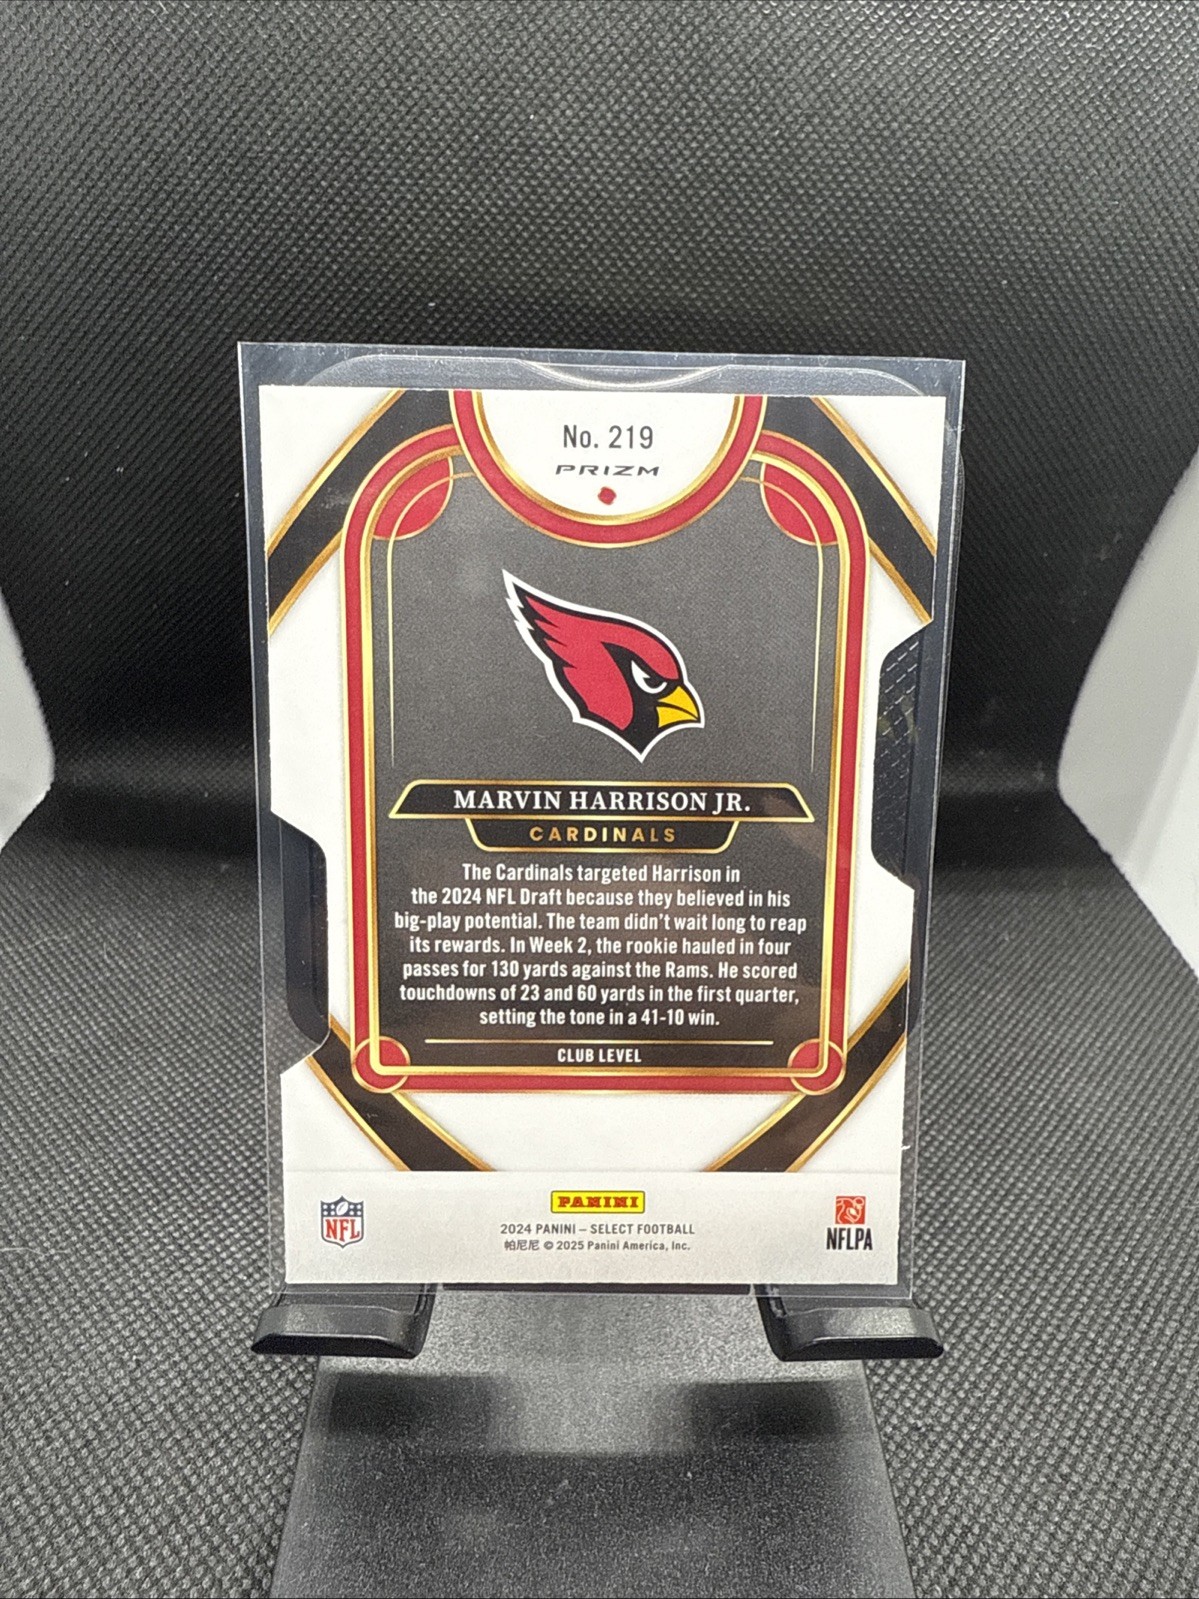 No. 219
PRIZM
MARVIN HARRISON JR.
CARDINALS
The Cardinals targeted Harrison in
the 2024 NFL Draft because they believed in his
big-play potential. The team didn't wait long to reap
its rewards. In Week 2, the rookie hauled in four
passes for 130 yards against the Rams. He scored
touchdowns of 23 and 60 yards in the first quarter,
setting the tone in a 41-10 win.
CLUB LEVEL
PANINI
NFL
2024 PANINI – SELECT FOOTBALL
帕尼尼 © 2025 Panini America, Inc.
NFLPA